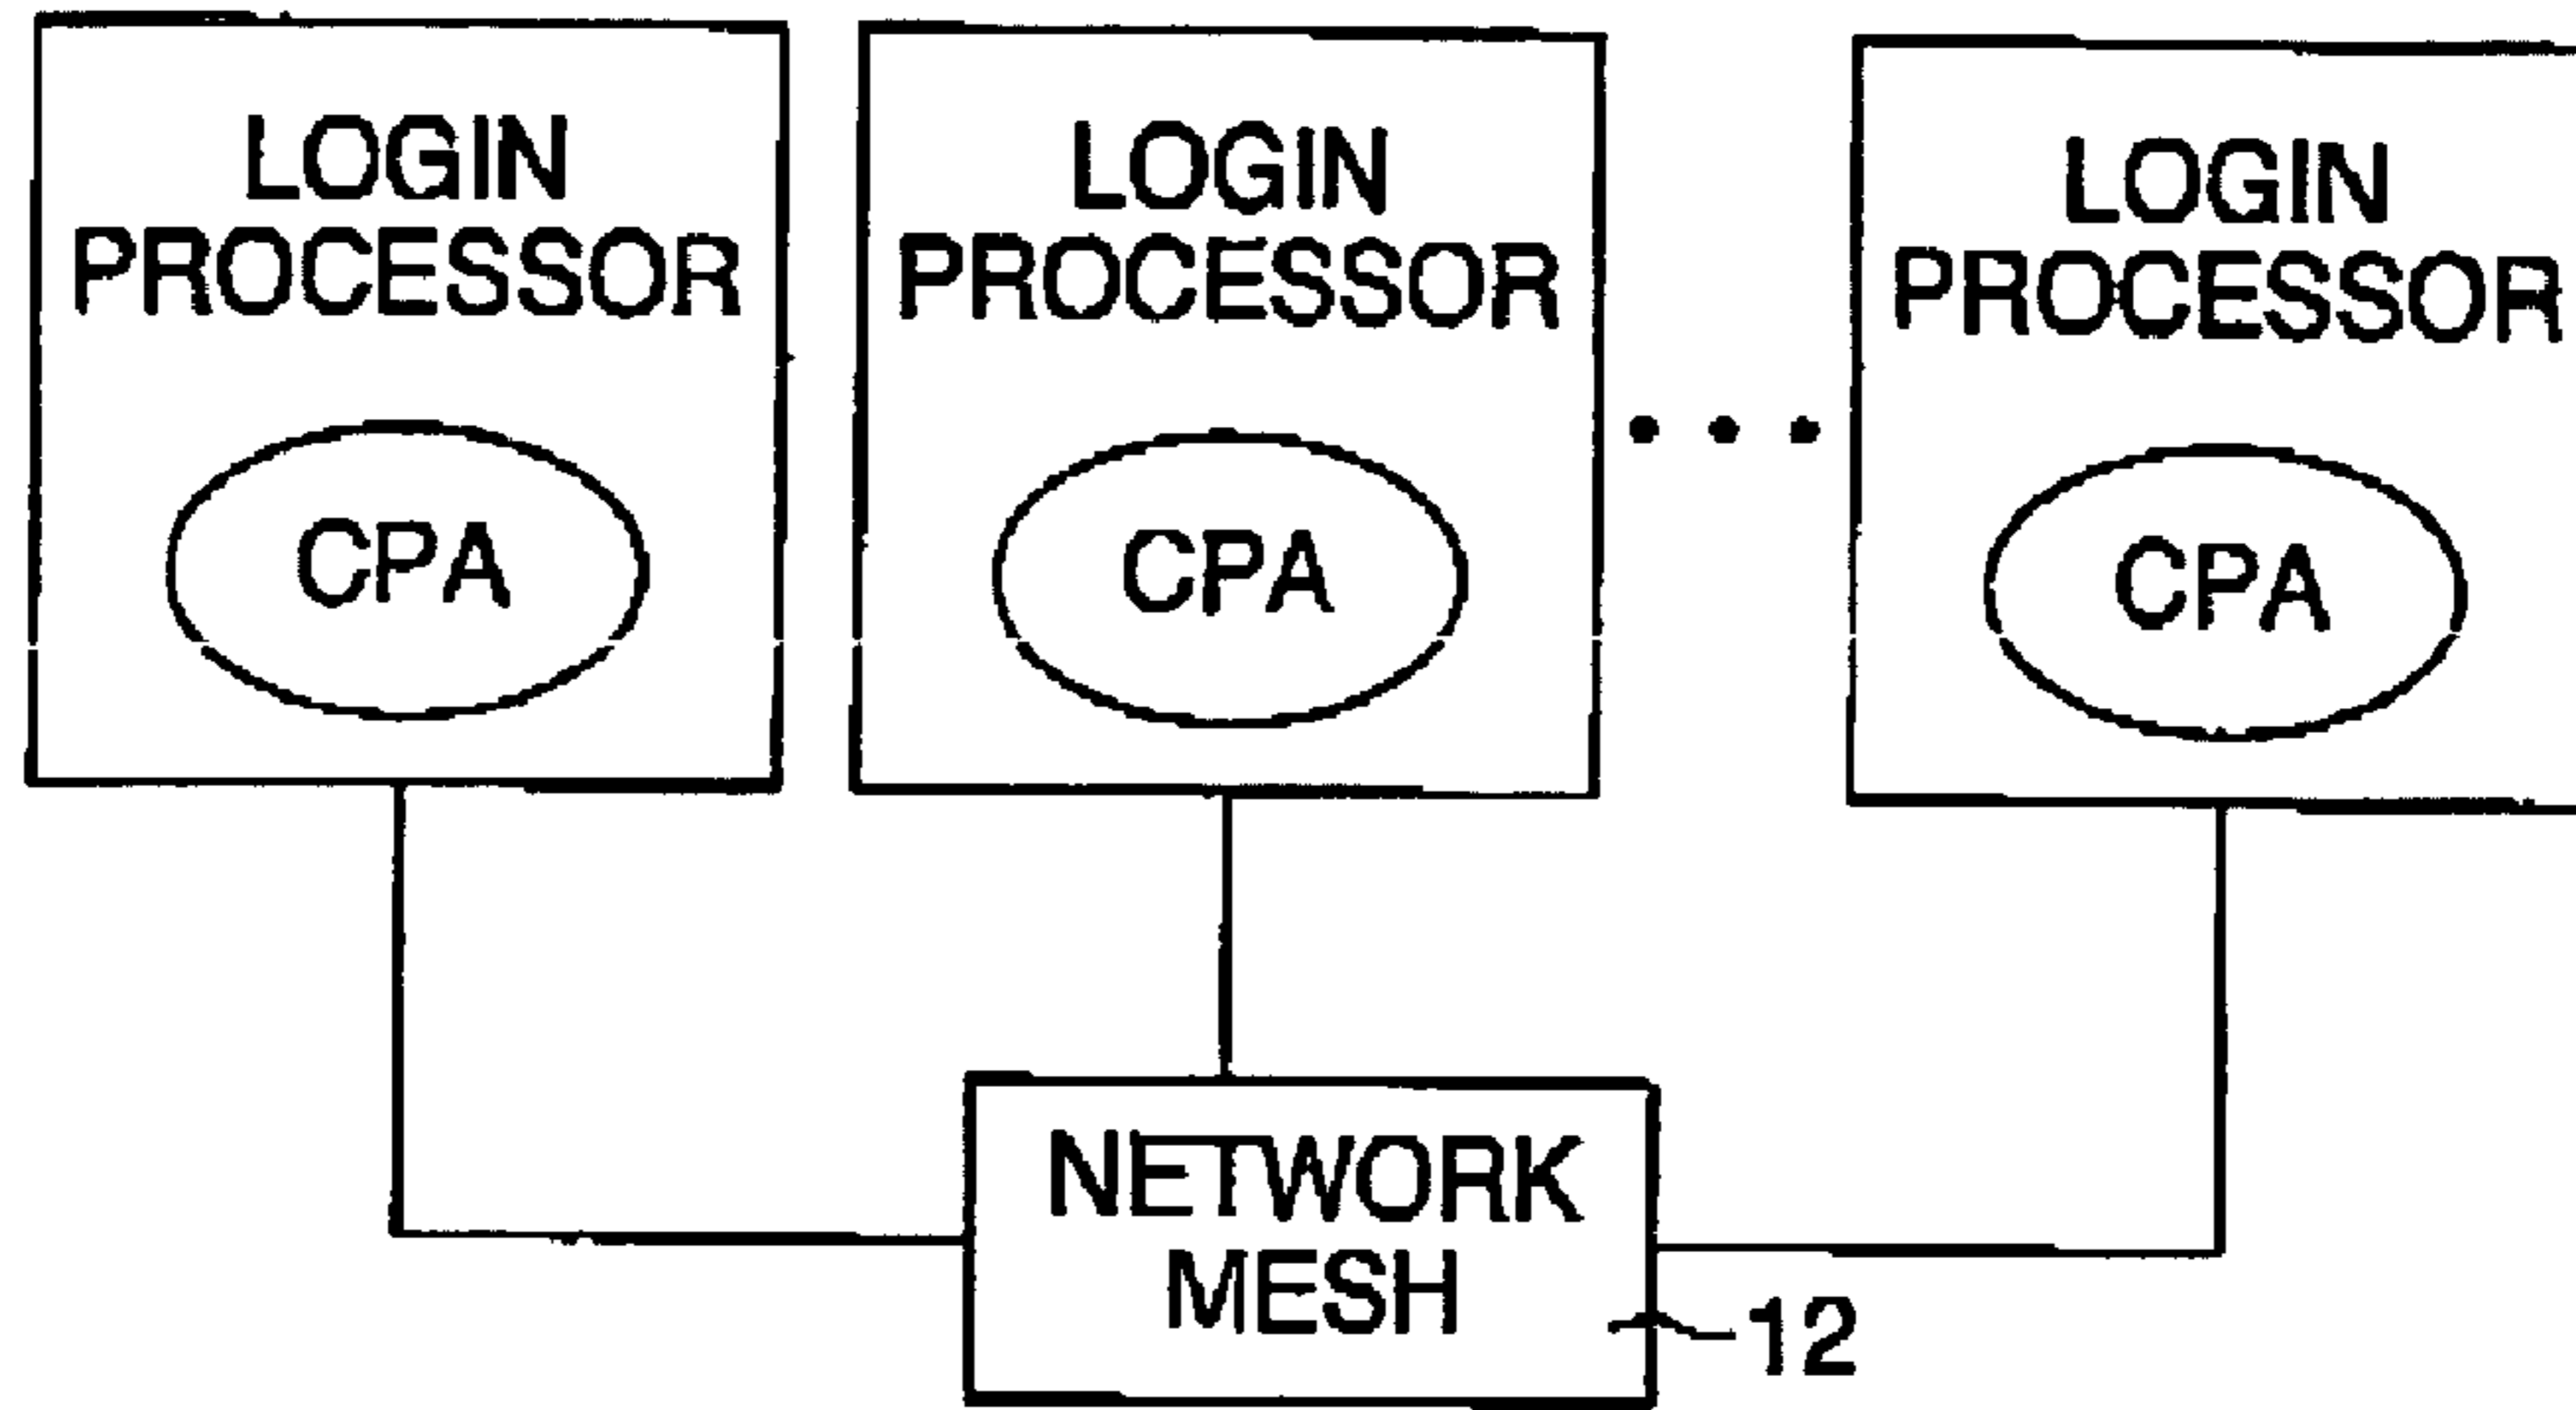 LOGIN
PROCESSOR
CPA
LOGIN
PROCESSOR
CPA
LOGIN
PROCESSOR
CPA
NETWORK
MESH
12